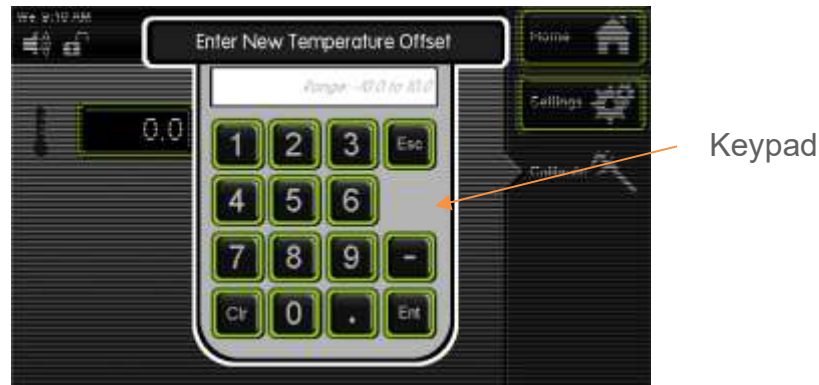 We 9:10 AM
Enter New Temperature Offset
Home
Range: -10.0 to 10.0
Settings
0.0
1 2 3 Esc
Keypad
4 5 6
7 8 9 -
Clr 0 . Ent